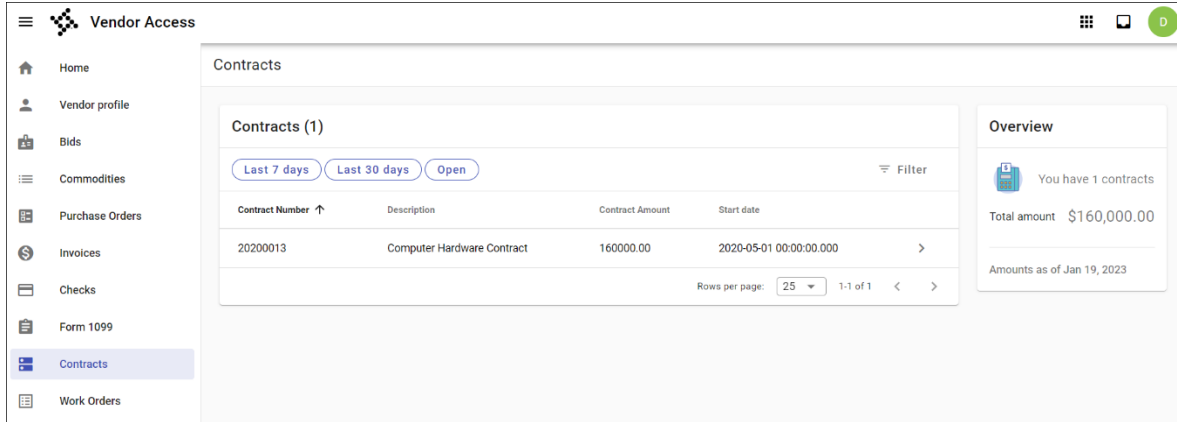 Vendor Access
D
Home
Vendor profile
Bids
Commodities
Purchase Orders
Invoices
Checks
Form 1099
Contracts
Work Orders
Contracts
Contracts (1)
Last 7 days Last 30 days Open Filter
Contract Number Description Contract Amount Start date
20200013 Computer Hardware Contract 160000.00 2020-05-01 00:00:00.000
Rows per page: 25 1-1 of 1
Overview
$
You have 1 contracts
Total amount $160,000.00
Amounts as of Jan 19, 2023